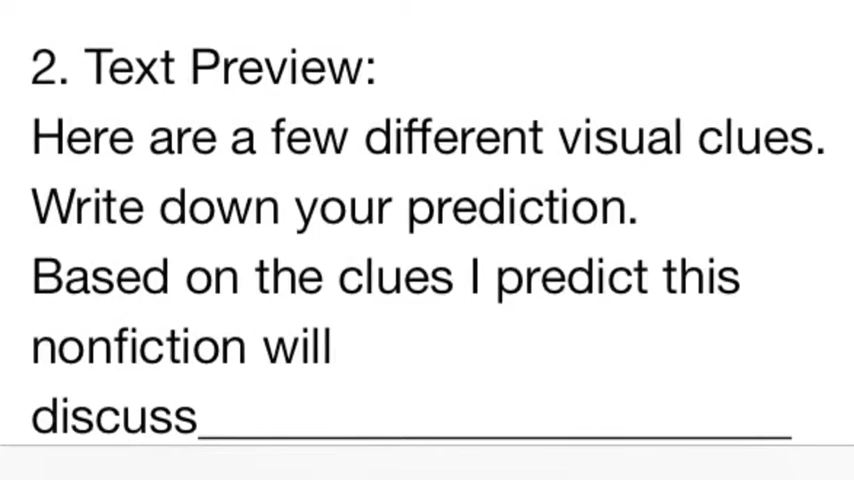 2. Text Preview:
Here are a few different visual clues.
Write down your prediction.
Based on the clues I predict this
nonfiction will
discuss______________________